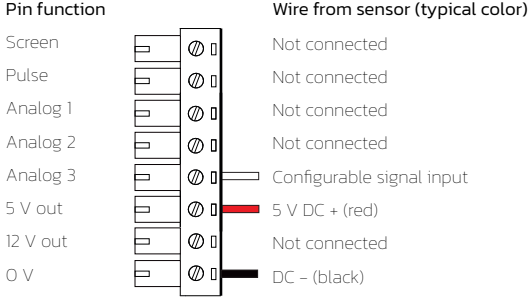 Pin function Wire from sensor (typical color)
Screen Not connected
Pulse Not connected
Analog 1 Not connected
Analog 2 Not connected
Analog 3 Configurable signal input
5 V out 5 V DC + (red)
12 V out Not connected
0 V DC – (black)